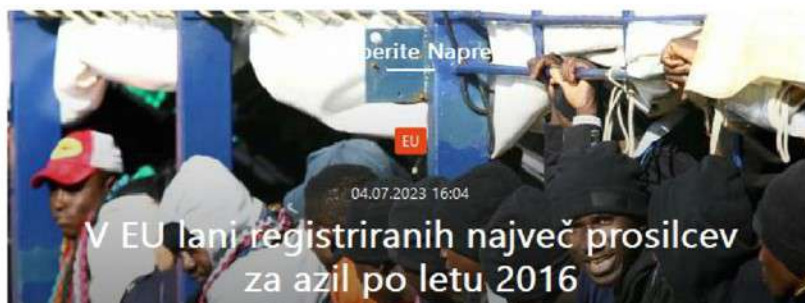 berite Napre
EU
04.07.2023 16:04
V EU lani registriranih največ prosilcev
za azil po letu 2016